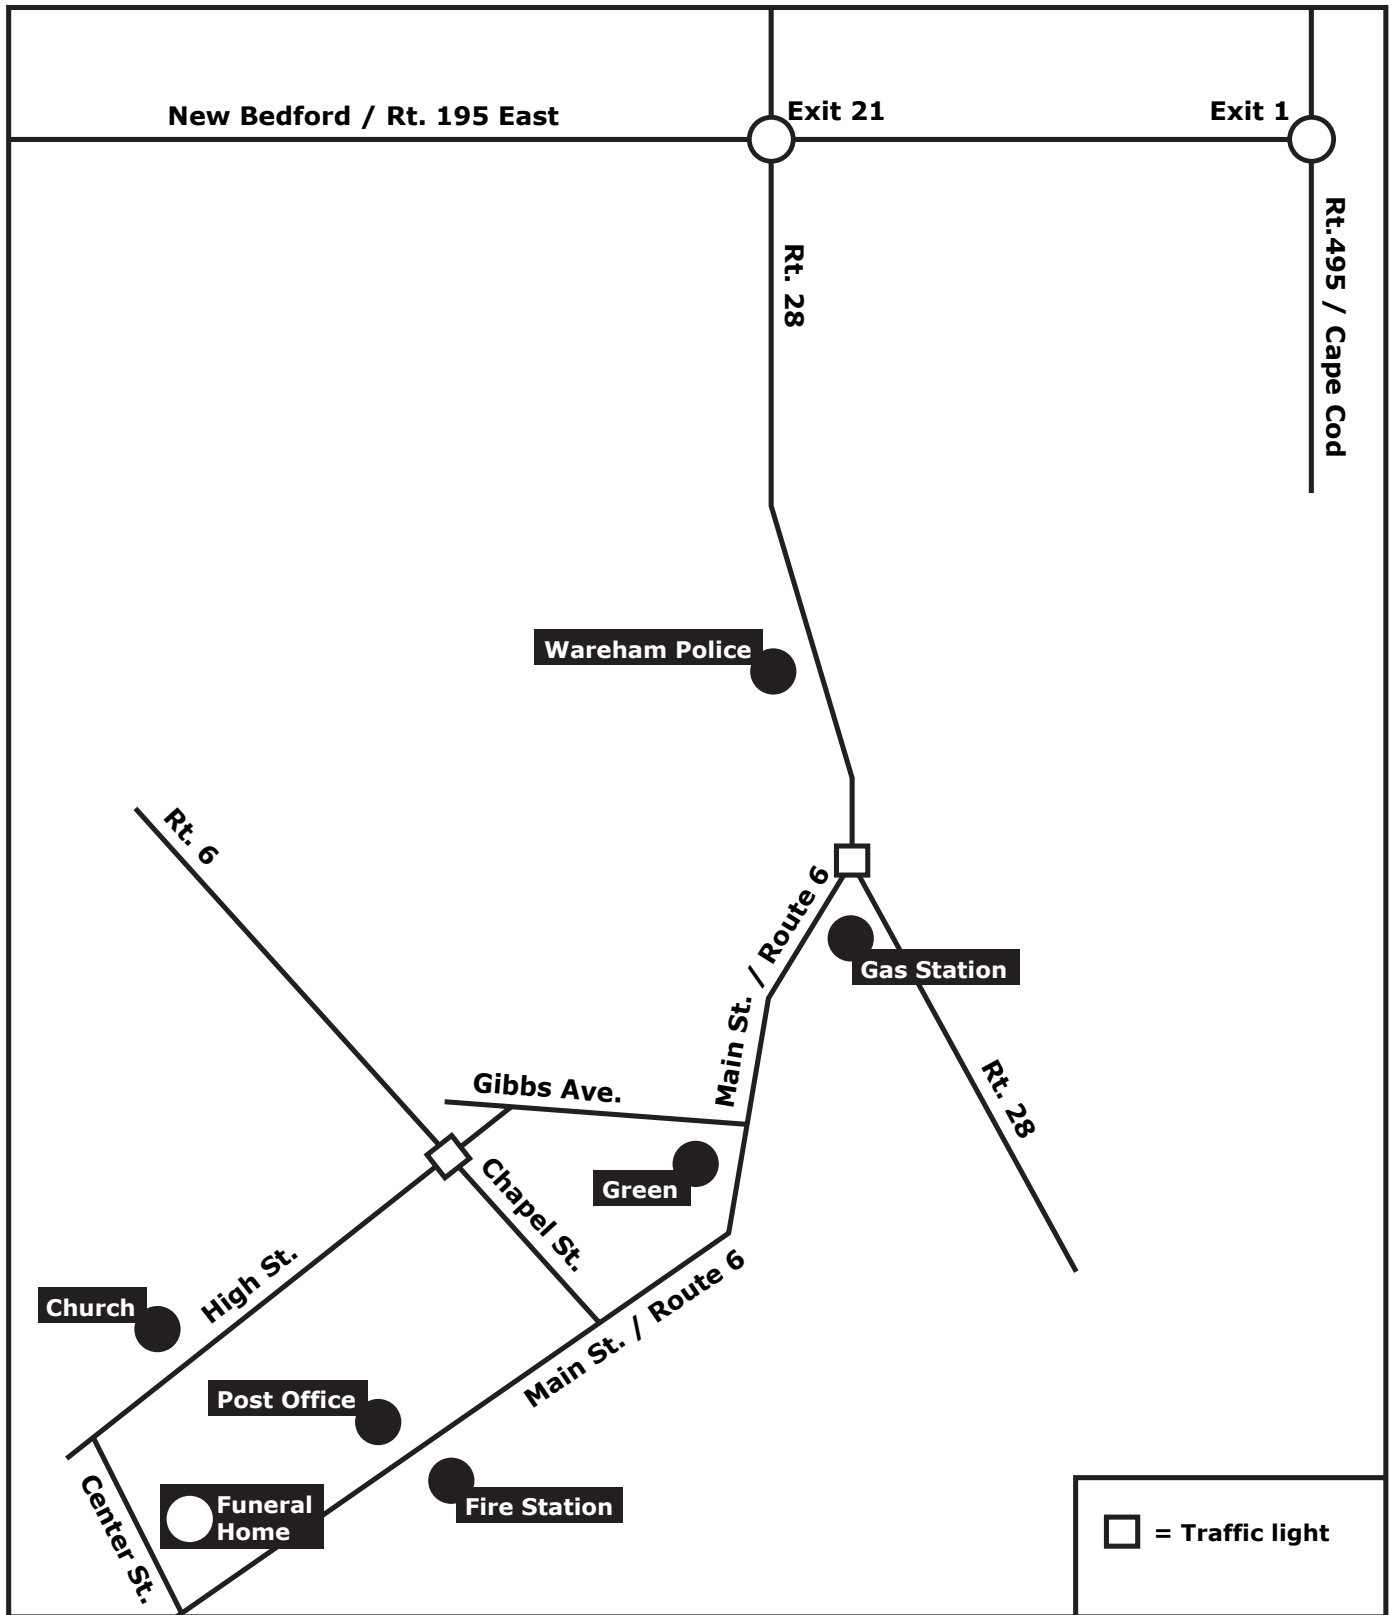 New Bedford / Rt. 195 East
Exit 21
Exit 1
Rt. 28
Rt.495 / Cape Cod
Wareham Police
Rt. 6
Main St. / Route 6
Gas Station
Rt. 28
Gibbs Ave.
Green
Chapel St.
High St.
Main St. / Route 6
Church
Post Office
Center St.
Funeral
Home
Fire Station
= Traffic light